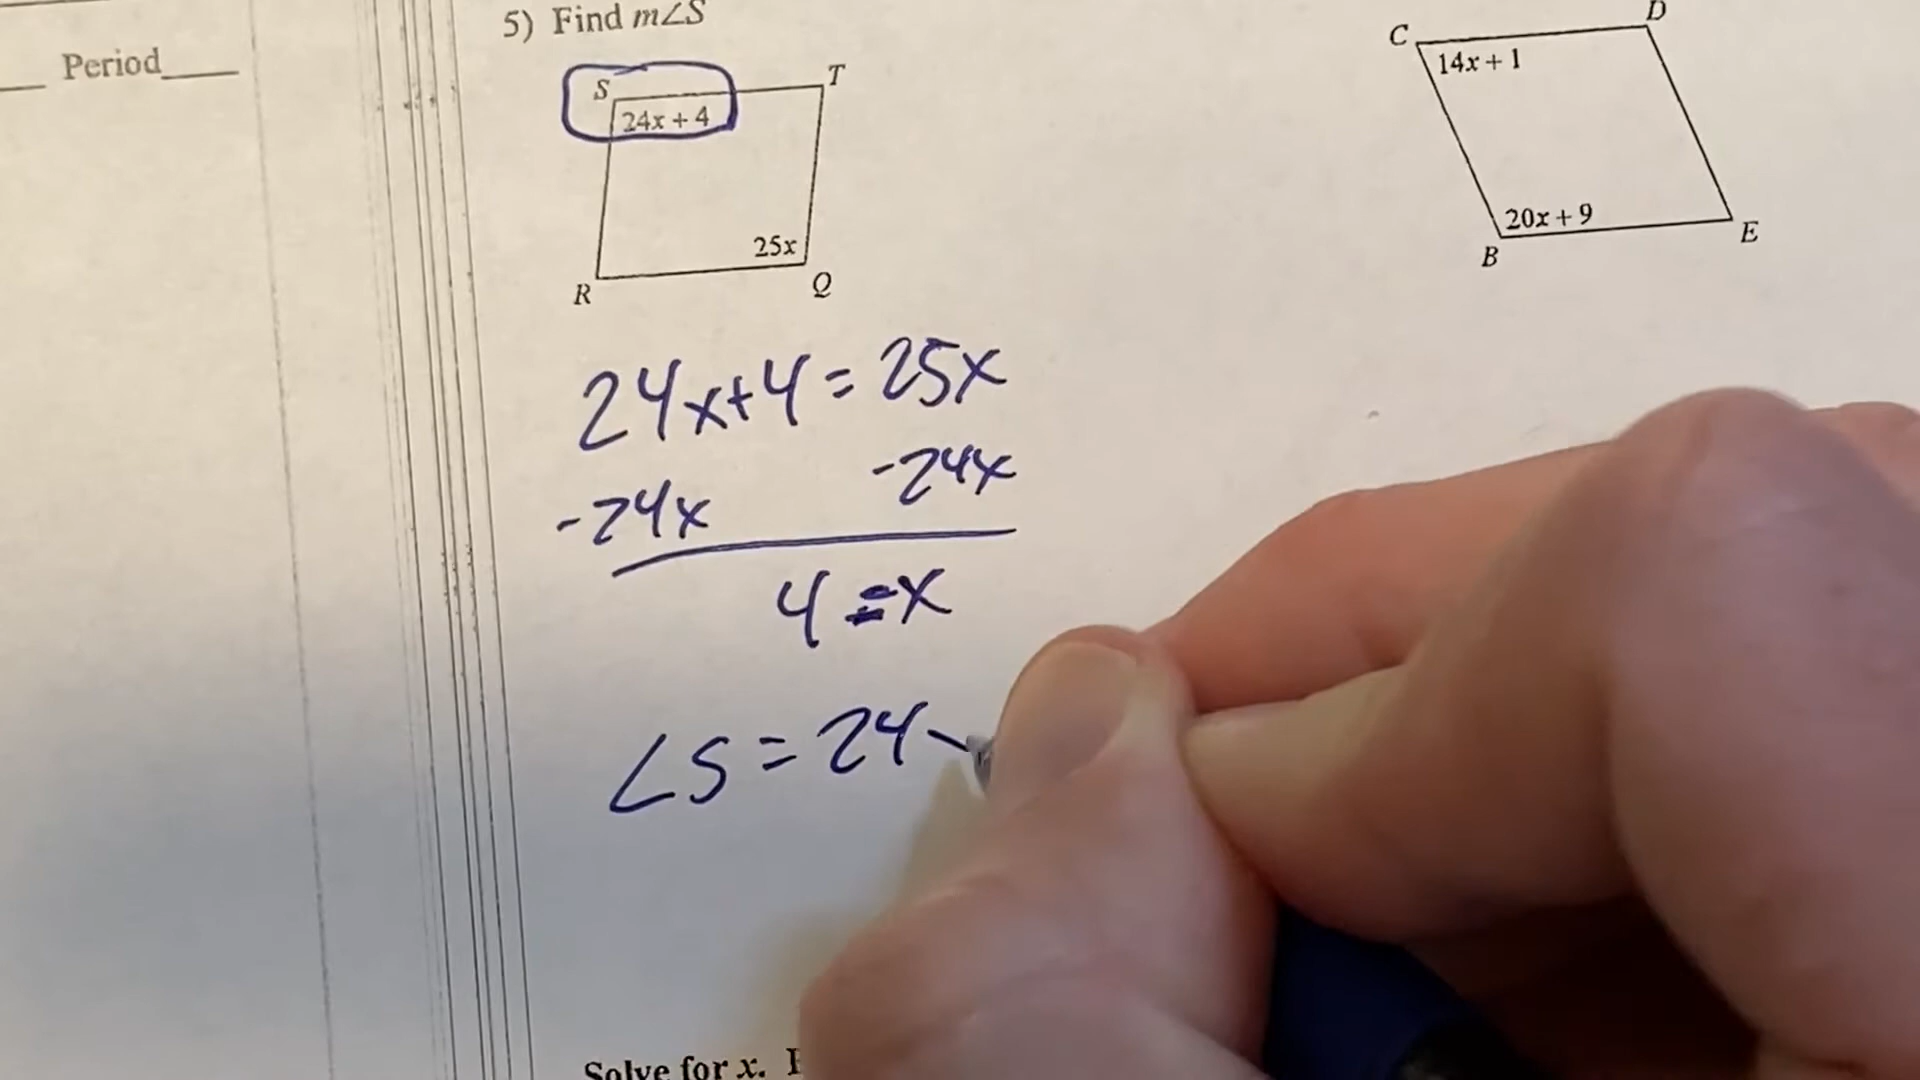 Period
5) Find m∠S
S
T
24x + 4
25x
R
Q
24x+4=25x
-24x -24x
4=x
∠S=24
C
D
14x + 1
20x + 9
B
E
Solve for x.